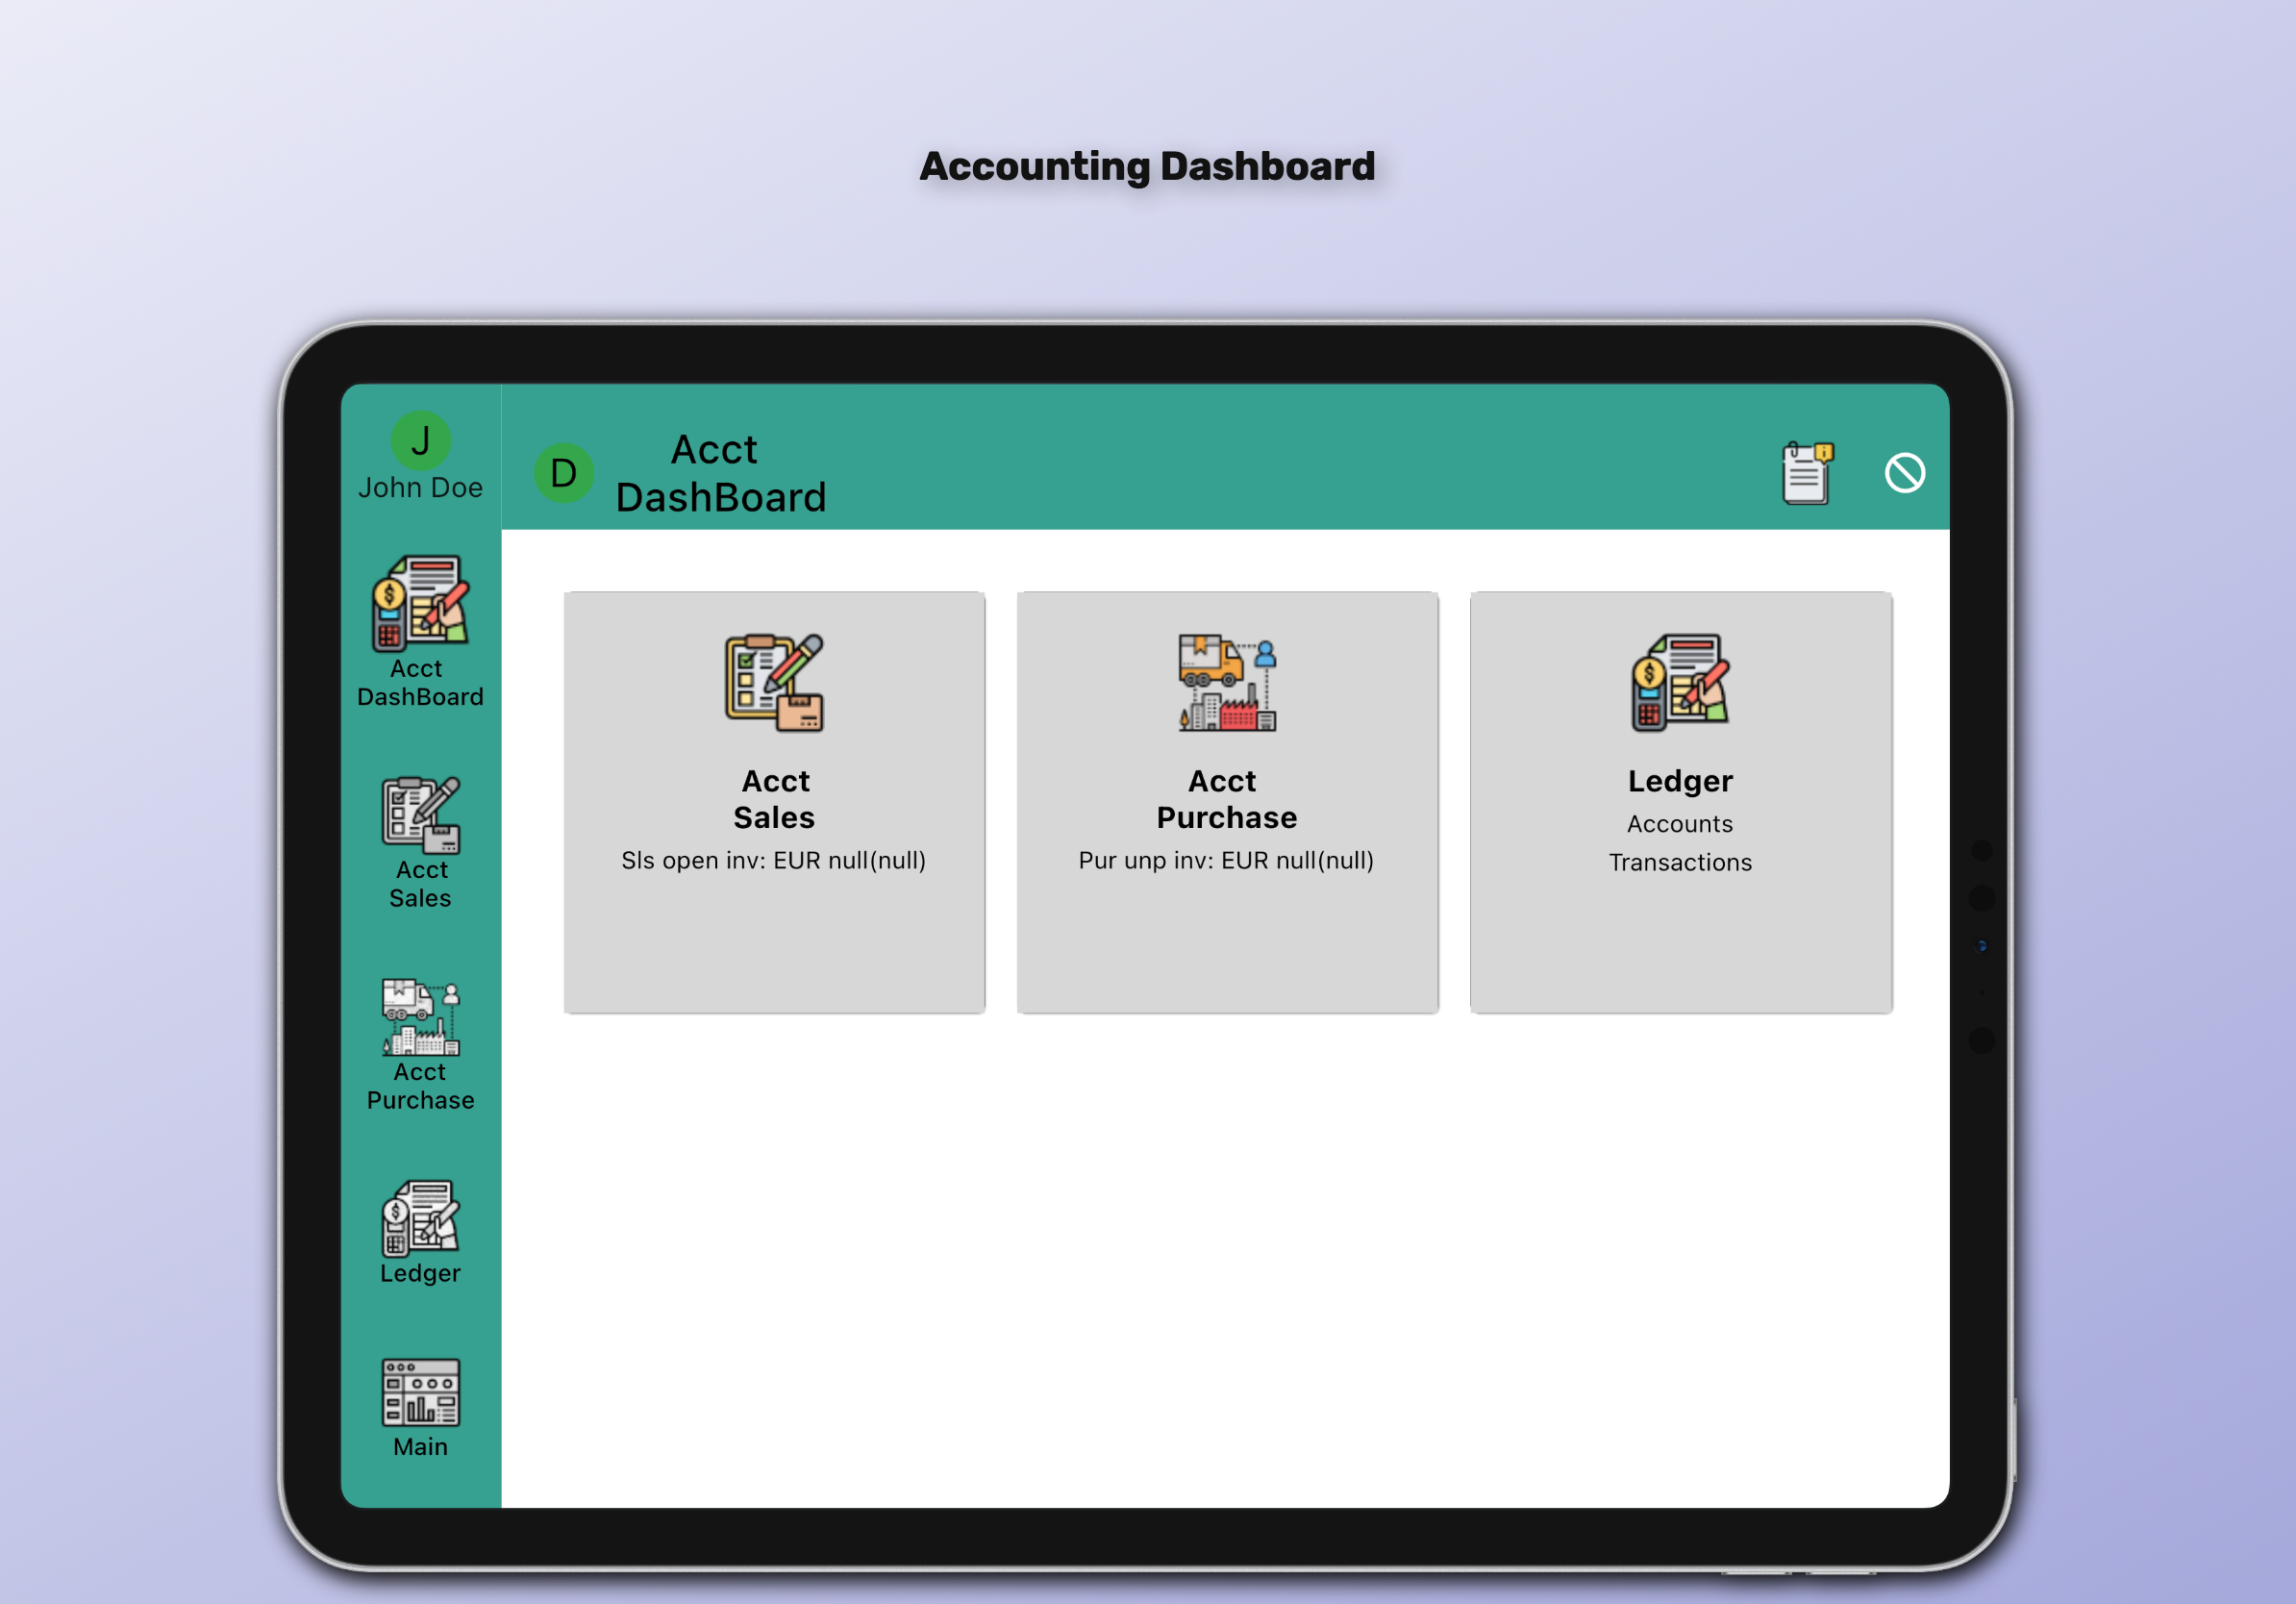 Accounting Dashboard
J
John Doe
D
Acct
DashBoard
Acct
DashBoard
Acct
Sales
Acct
Purchase
Ledger
Main
Acct
Sales
Sls open inv: EUR null(null)
Acct
Purchase
Pur unp inv: EUR null(null)
Ledger
Accounts
Transactions